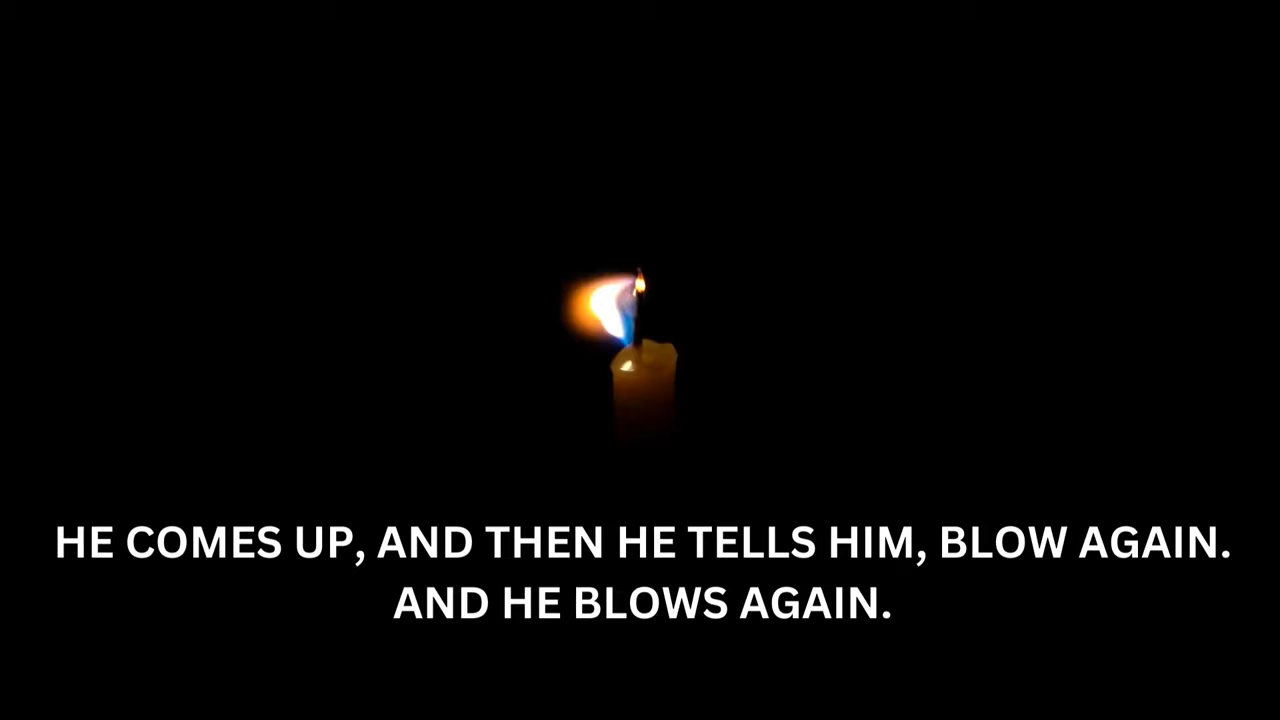 HE COMES UP, AND THEN HE TELLS HIM, BLOW AGAIN.
AND HE BLOWS AGAIN.